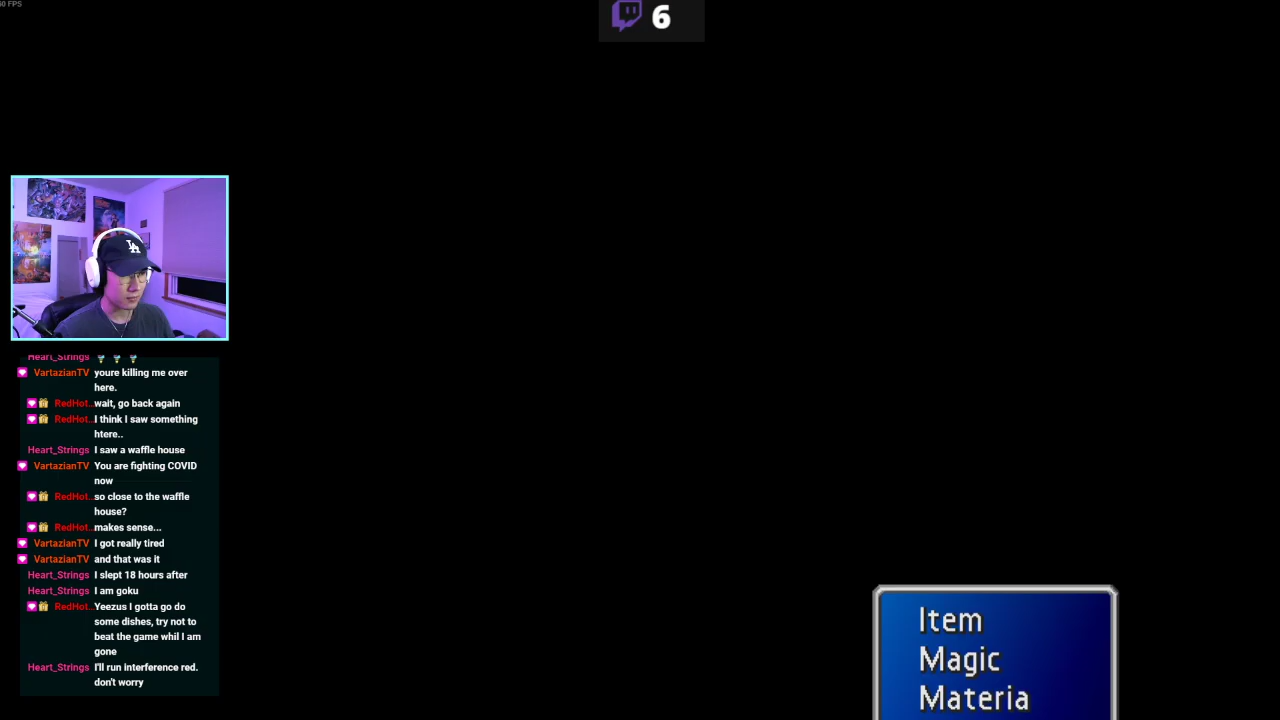 60 FPS
6
LA
Heart_Strings
VartazianTV youre killing me over
here.
RedHot.. wait, go back again
RedHot.. I think I saw something
htere..
Heart_Strings I saw a waffle house
VartazianTV You are fighting COVID
now
RedHot.. so close to the waffle
house?
RedHot.. makes sense...
VartazianTV I got really tired
VartazianTV and that was it
Heart_Strings I slept 18 hours after
Heart_Strings I am goku
RedHot.. Yeezus I gotta go do
some dishes, try not to
beat the game whil I am
gone
Heart_Strings I'll run interference red.
don't worry
Item
Magic
Materia